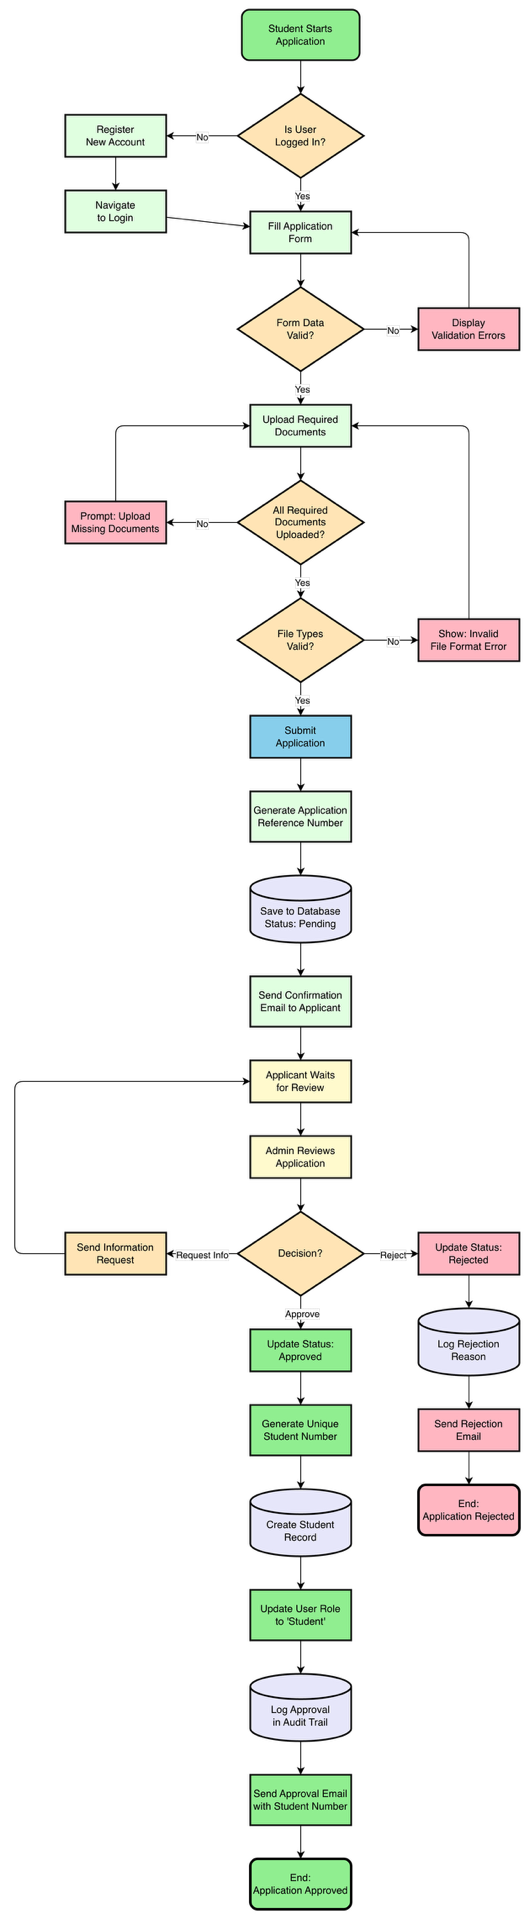 Student Starts
Application
Is User
Logged In?
No
Register
New Account
Yes
Navigate
to Login
Fill Application
Form
Form Data
Valid?
No
Display
Validation Errors
Yes
Upload Required
Documents
All Required
Documents
Uploaded?
No
Prompt: Upload
Missing Documents
Yes
File Types
Valid?
No
Show: Invalid
File Format Error
Yes
Submit
Application
Generate Application
Reference Number
Save to Database
Status: Pending
Send Confirmation
Email to Applicant
Applicant Waits
for Review
Admin Reviews
Application
Decision?
Request Info
Send Information
Request
Reject
Update Status:
Rejected
Approve
Update Status:
Approved
Log Rejection
Reason
Generate Unique
Student Number
Send Rejection
Email
End:
Application Rejected
Create Student
Record
Update User Role
to 'Student'
Log Approval
in Audit Trail
Send Approval Email
with Student Number
End:
Application Approved